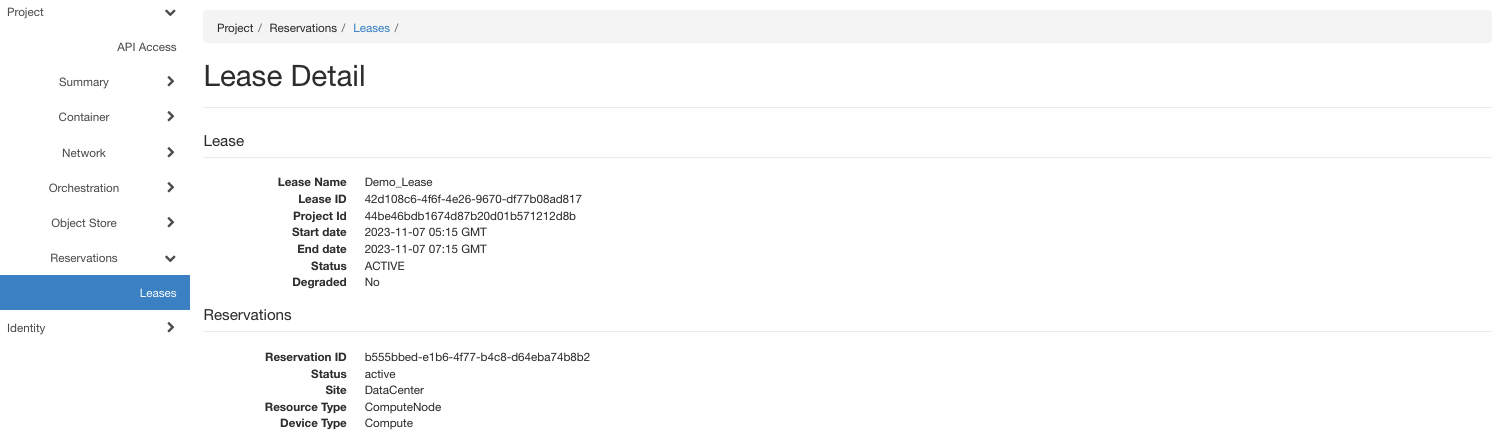 Project
API Access
Summary
Container
Network
Orchestration
Object Store
Reservations
Leases
Identity
Project / Reservations / Leases /
Lease Detail
Lease
Lease Name Demo_Lease
Lease ID 42d108c6-4f6f-4e26-9670-df77b08ad817
Project Id 44be46bdb1674d87b20d01b571212d8b
Start date 2023-11-07 05:15 GMT
End date 2023-11-07 07:15 GMT
Status ACTIVE
Degraded No
Reservations
Reservation ID b555bbed-e1b6-4f77-b4c8-d64eba74b8b2
Status active
Site DataCenter
Resource Type ComputeNode
Device Type Compute